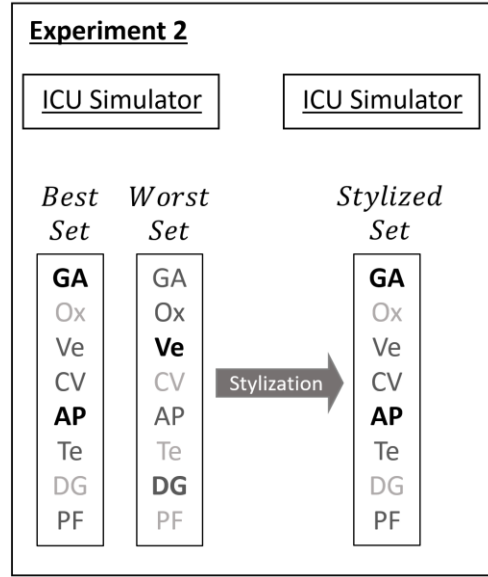 Experiment 2
ICU Simulator
ICU Simulator
Best Set
Worst Set
Stylized Set
GA
Ox
Ve
CV
AP
Te
DG
PF
GA
Ox
Ve
CV
AP
Te
DG
PF
Stylization
GA
Ox
Ve
CV
AP
Te
DG
PF